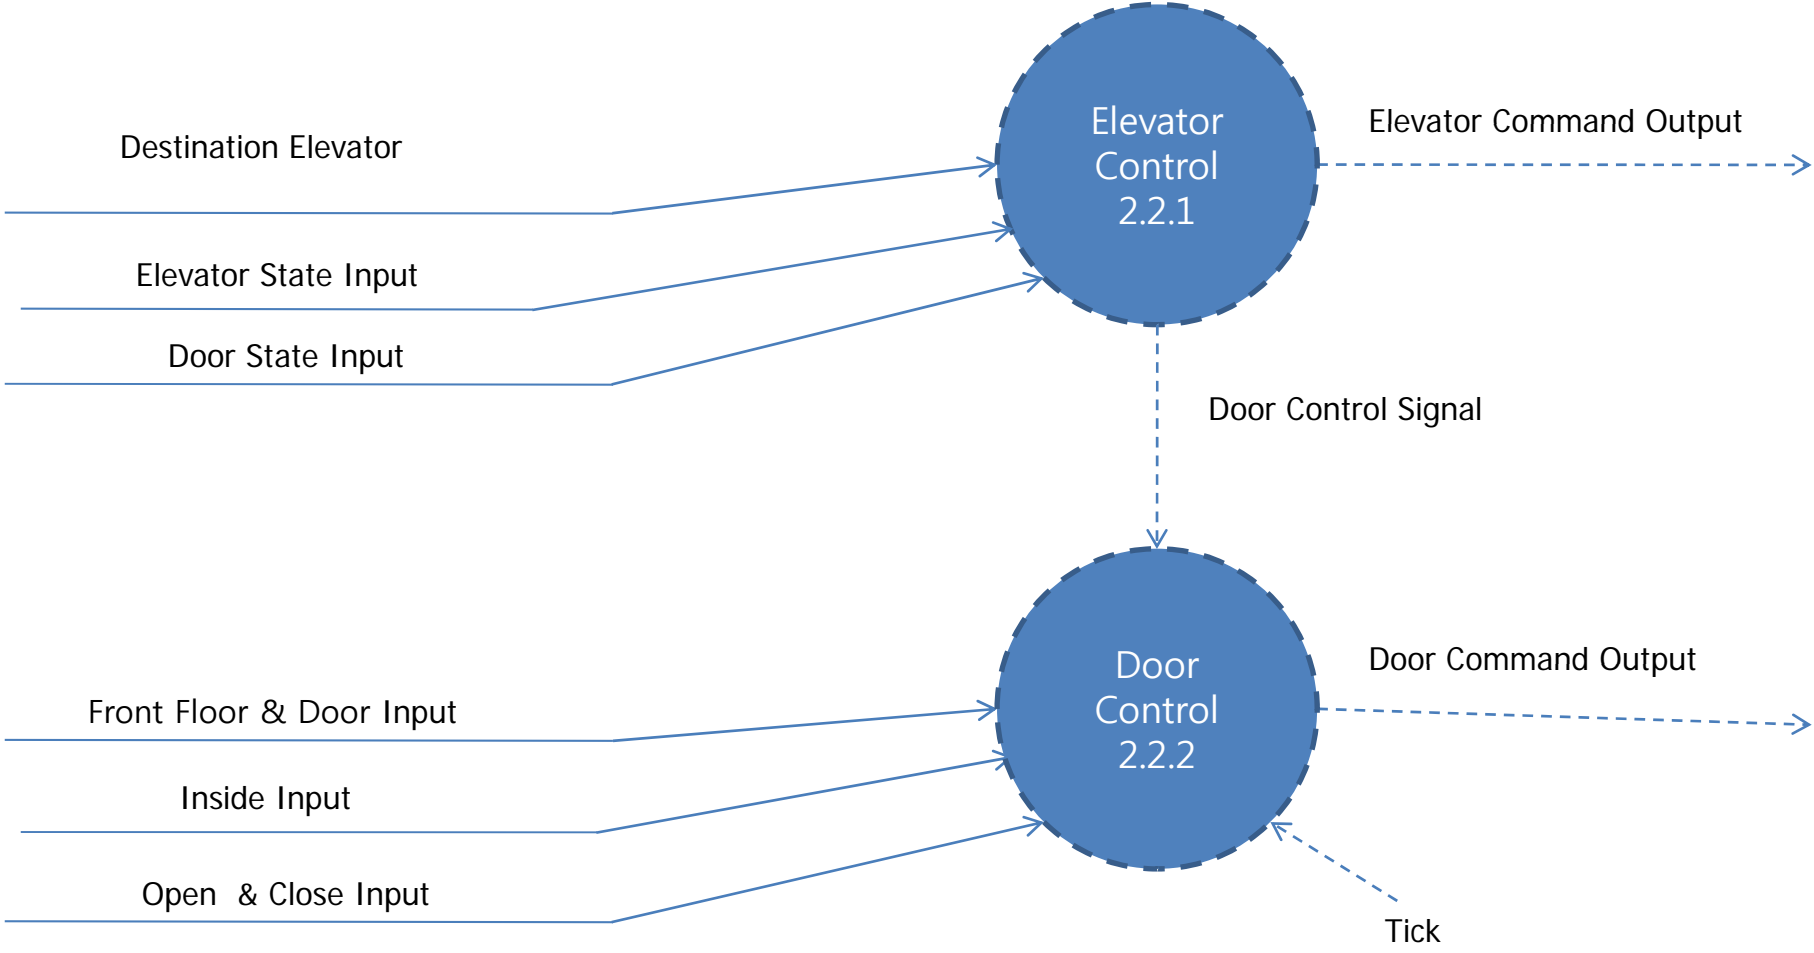 Destination Elevator
Elevator
Control
2.2.1
Elevator Command Output
Elevator State Input
Door State Input
Door Control Signal
Front Floor & Door Input
Door
Control
2.2.2
Door Command Output
Inside Input
Open  & Close Input
Tick